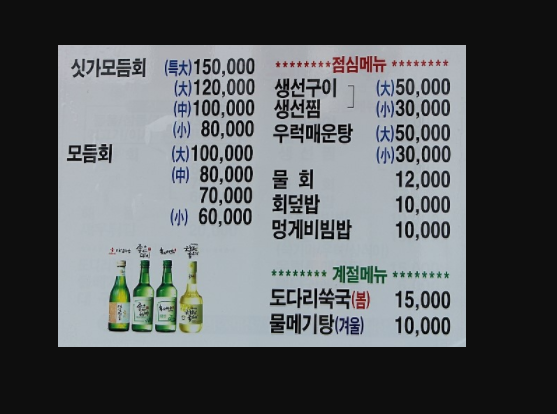 싯가모듬회 (특大)150,000
(大)120,000
(中)100,000
(小) 80,000
모듬회 (大)100,000
(中) 80,000
70,000
(小) 60,000
********점심메뉴********
생선구이 (大)50,000
생선찜 (小)30,000
우럭매운탕 (大)50,000
(小)30,000
물 회 12,000
회덮밥 10,000
멍게비빔밥 10,000
******** 계절메뉴 ********
도다리쑥국(봄) 15,000
물메기탕(겨울) 10,000